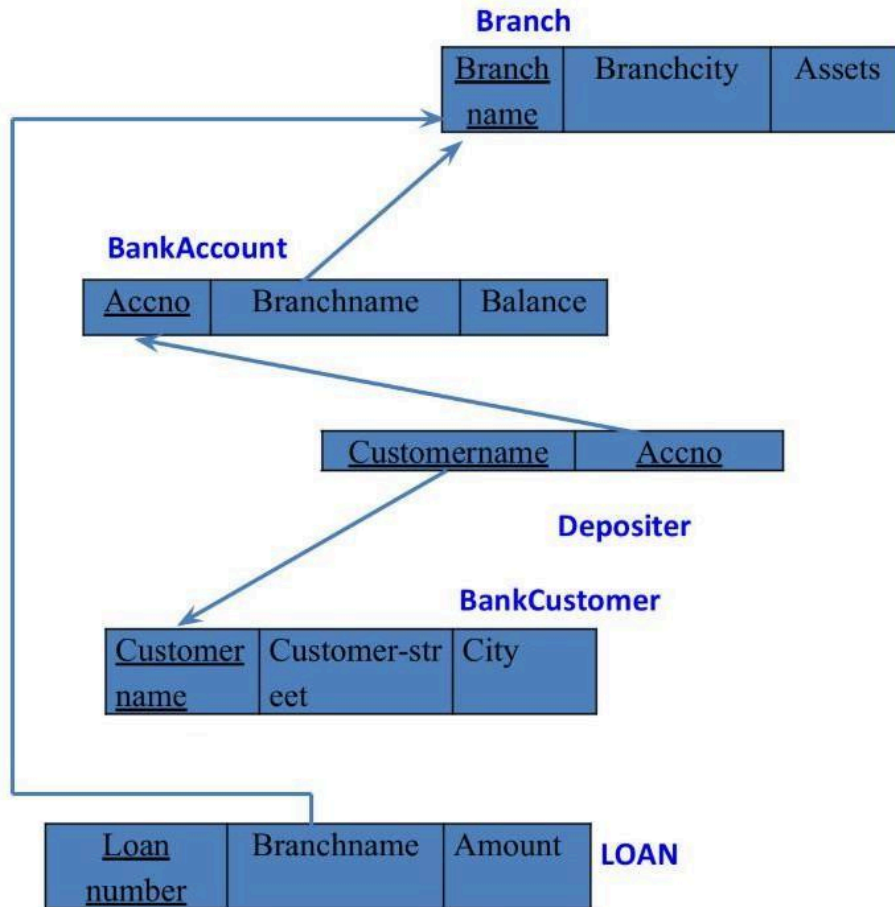 Branch
Branch Branchcity Assets
name
BankAccount
Accno Branchname Balance
Customername Accno
Depositer
BankCustomer
Customer Customer-str City
name eet
Loan Branchname Amount LOAN
number